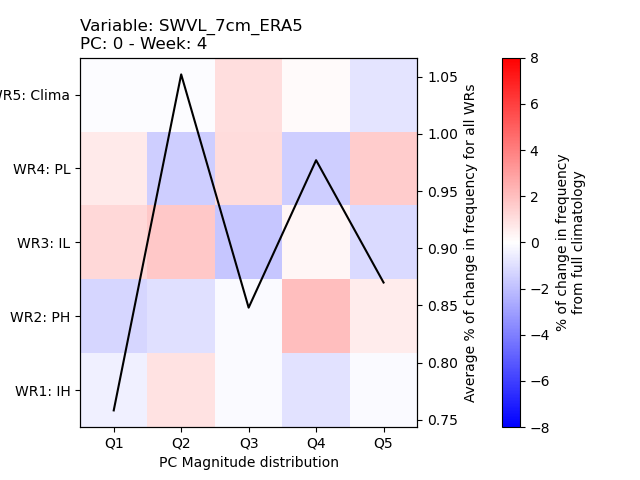 Variable: SWVL_7cm_ERA5
PC: 0 - Week: 4
WR5: Clima
WR4: PL
WR3: IL
WR2: PH
WR1: IH
Q1 Q2 Q3 Q4 Q5
PC Magnitude distribution
1.05
1.00
0.95
0.90
0.85
0.80
0.75
Average % of change in frequency for all WRs
8
6
4
2
0
−2
−4
−6
−8
% of change in frequency
from full climatology